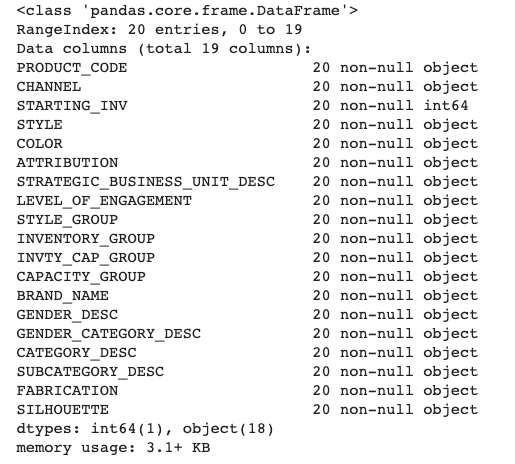 <class 'pandas.core.frame.DataFrame'>
RangeIndex: 20 entries, 0 to 19
Data columns (total 19 columns):
PRODUCT_CODE 20 non-null object
CHANNEL 20 non-null object
STARTING_INV 20 non-null int64
STYLE 20 non-null object
COLOR 20 non-null object
ATTRIBUTION 20 non-null object
STRATEGIC_BUSINESS_UNIT_DESC 20 non-null object
LEVEL_OF_ENGAGEMENT 20 non-null object
STYLE_GROUP 20 non-null object
INVENTORY_GROUP 20 non-null object
INVTY_CAP_GROUP 20 non-null object
CAPACITY_GROUP 20 non-null object
BRAND_NAME 20 non-null object
GENDER_DESC 20 non-null object
GENDER_CATEGORY_DESC 20 non-null object
CATEGORY_DESC 20 non-null object
SUBCATEGORY_DESC 20 non-null object
FABRICATION 20 non-null object
SILHOUETTE 20 non-null object
dtypes: int64(1), object(18)
memory usage: 3.1+ KB